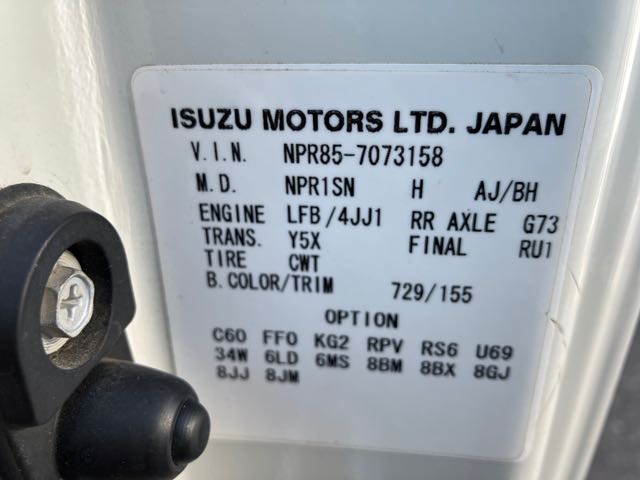 ISUZU MOTORS LTD. JAPAN
V.I.N. NPR85-7073158
M.D. NPR1SN H AJ/BH
ENGINE LFB/4JJ1 RR AXLE G73
TRANS. Y5X FINAL RU1
TIRE CWT
B.COLOR/TRIM 729/155
OPTION
C60 FFO KG2 RPV RS6 U69
34W 6LD 6MS 8BM 8BX 8GJ
8JJ 8JM